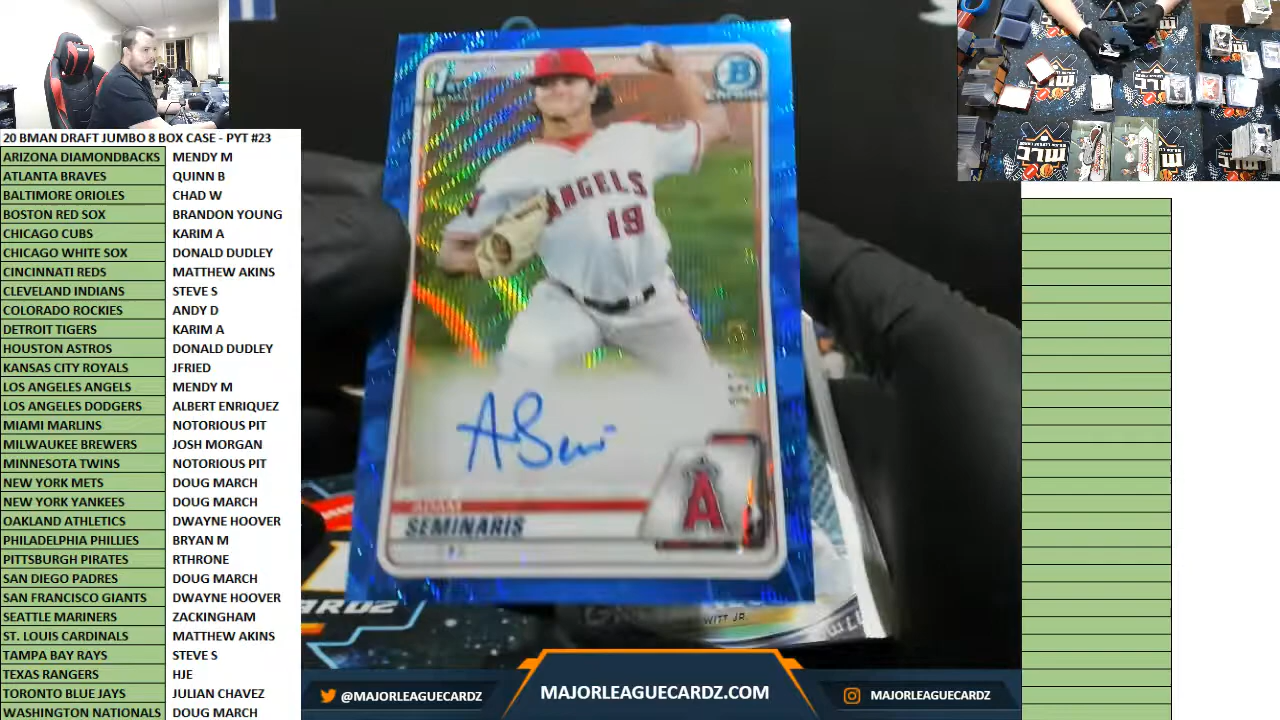 20 BMAN DRAFT JUMBO 8 BOX CASE - PYT #23
ARIZONA DIAMONDBACKS MENDY M
ATLANTA BRAVES QUINN B
BALTIMORE ORIOLES CHAD W
BOSTON RED SOX BRANDON YOUNG
CHICAGO CUBS KARIM A
CHICAGO WHITE SOX DONALD DUDLEY
CINCINNATI REDS MATTHEW AKINS
CLEVELAND INDIANS STEVE S
COLORADO ROCKIES ANDY D
DETROIT TIGERS KARIM A
HOUSTON ASTROS DONALD DUDLEY
KANSAS CITY ROYALS JFRIED
LOS ANGELES ANGELS MENDY M
LOS ANGELES DODGERS ALBERT ENRIQUEZ
MIAMI MARLINS NOTORIOUS PIT
MILWAUKEE BREWERS JOSH MORGAN
MINNESOTA TWINS NOTORIOUS PIT
NEW YORK METS DOUG MARCH
NEW YORK YANKEES DOUG MARCH
OAKLAND ATHLETICS DWAYNE HOOVER
PHILADELPHIA PHILLIES BRYAN M
PITTSBURGH PIRATES RTHRONE
SAN DIEGO PADRES DOUG MARCH
SAN FRANCISCO GIANTS DWAYNE HOOVER
SEATTLE MARINERS ZACKINGHAM
ST. LOUIS CARDINALS MATTHEW AKINS
TAMPA BAY RAYS STEVE S
TEXAS RANGERS HJE
TORONTO BLUE JAYS JULIAN CHAVEZ
WASHINGTON NATIONALS DOUG MARCH
1st
B
ANGELS
19
A Semi
A
ADAM
SEMINARIS
WITT JR.
MLC
@MAJORLEAGUECARDZ
MAJORLEAGUECARDZ.COM
MAJORLEAGUECARDZ